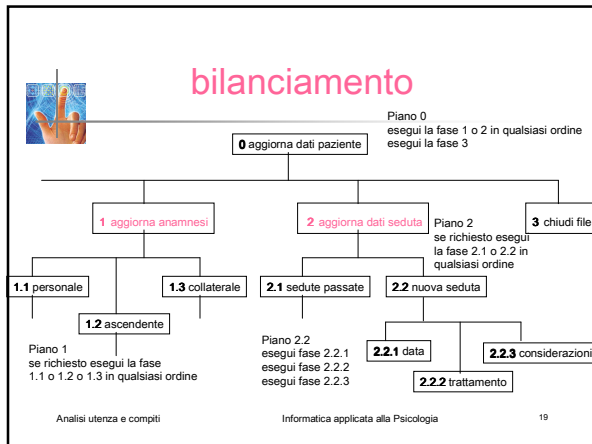 bilanciamento
Piano 0
esegui la fase 1 o 2 in qualsiasi ordine
esegui la fase 3
0 aggiorna dati paziente
1 aggiorna anamnesi
2 aggiorna dati seduta
3 chiudi file
Piano 2
se richiesto esegui
la fase 2.1 o 2.2 in
qualsiasi ordine
1.1 personale
1.3 collaterale
2.1 sedute passate
2.2 nuova seduta
1.2 ascendente
Piano 1
se richiesto esegui la fase
1.1 o 1.2 o 1.3 in qualsiasi ordine
Piano 2.2
esegui fase 2.2.1
esegui fase 2.2.2
esegui fase 2.2.3
2.2.1 data
2.2.3 considerazioni
2.2.2 trattamento
Analisi utenza e compiti
Informatica applicata alla Psicologia
19